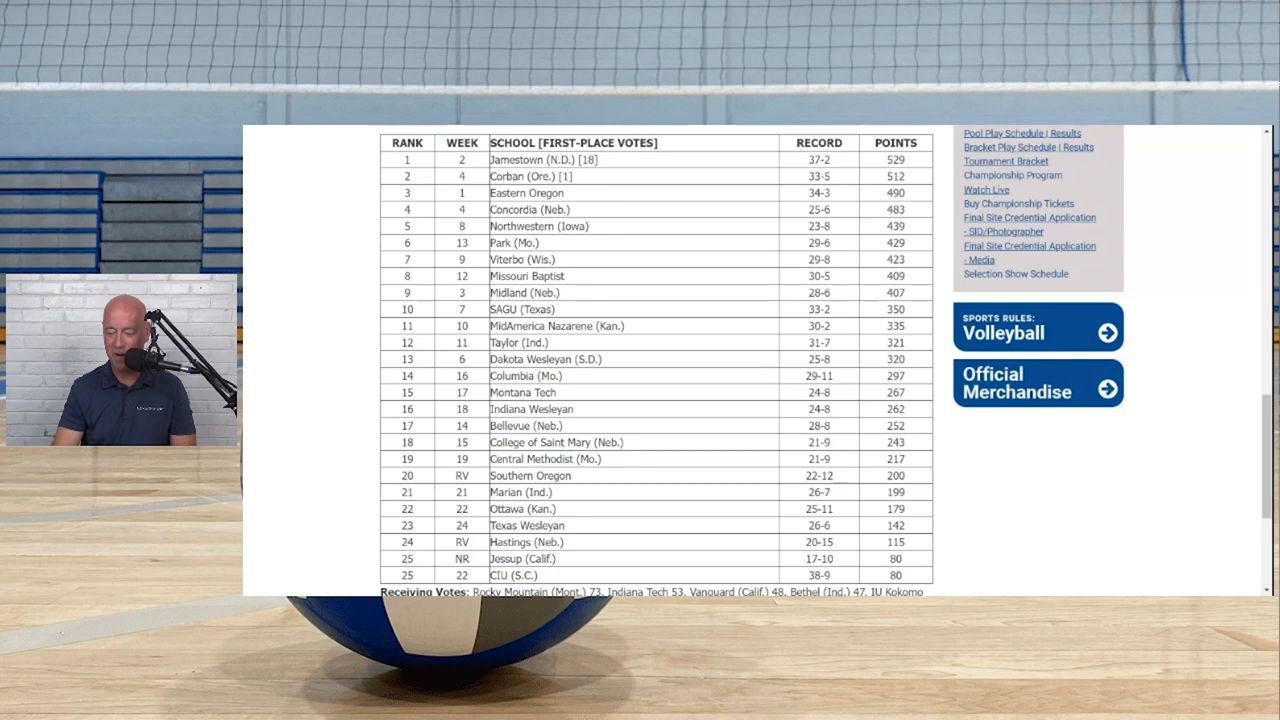 RANK WEEK SCHOOL [FIRST-PLACE VOTES] RECORD POINTS
1 2 Jamestown (N.D.) [18] 37-2 529
2 4 Corban (Ore.) [1] 33-5 512
3 1 Eastern Oregon 34-3 490
4 4 Concordia (Neb.) 25-6 483
5 8 Northwestern (Iowa) 23-8 439
6 13 Park (Mo.) 29-6 429
7 9 Viterbo (Wis.) 29-8 423
8 12 Missouri Baptist 30-5 409
9 3 Midland (Neb.) 28-6 407
10 7 SAGU (Texas) 33-2 350
11 10 MidAmerica Nazarene (Kan.) 30-2 335
12 11 Taylor (Ind.) 31-7 321
13 6 Dakota Wesleyan (S.D.) 25-8 320
14 16 Columbia (Mo.) 29-11 297
15 17 Montana Tech 24-8 267
16 18 Indiana Wesleyan 24-8 262
17 14 Bellevue (Neb.) 28-8 252
18 15 College of Saint Mary (Neb.) 21-9 243
19 19 Central Methodist (Mo.) 21-9 217
20 RV Southern Oregon 22-12 200
21 21 Marian (Ind.) 26-7 199
22 22 Ottawa (Kan.) 25-11 179
23 24 Texas Wesleyan 26-6 142
24 RV Hastings (Neb.) 20-15 115
25 NR Jessup (Calif.) 17-10 80
25 22 CIU (S.C.) 38-9 80
Receiving Votes: Rocky Mountain (Mont.) 73, Indiana Tech 53, Vanguard (Calif.) 48, Bethel (Ind.) 47, IU Kokomo
Pool Play Schedule | Results
Bracket Play Schedule | Results
Tournament Bracket
Championship Program
Watch Live
Buy Championship Tickets
Final Site Credential Application
- SID/Photographer
Final Site Credential Application
- Media
Selection Show Schedule
SPORTS RULES:
Volleyball
Official
Merchandise